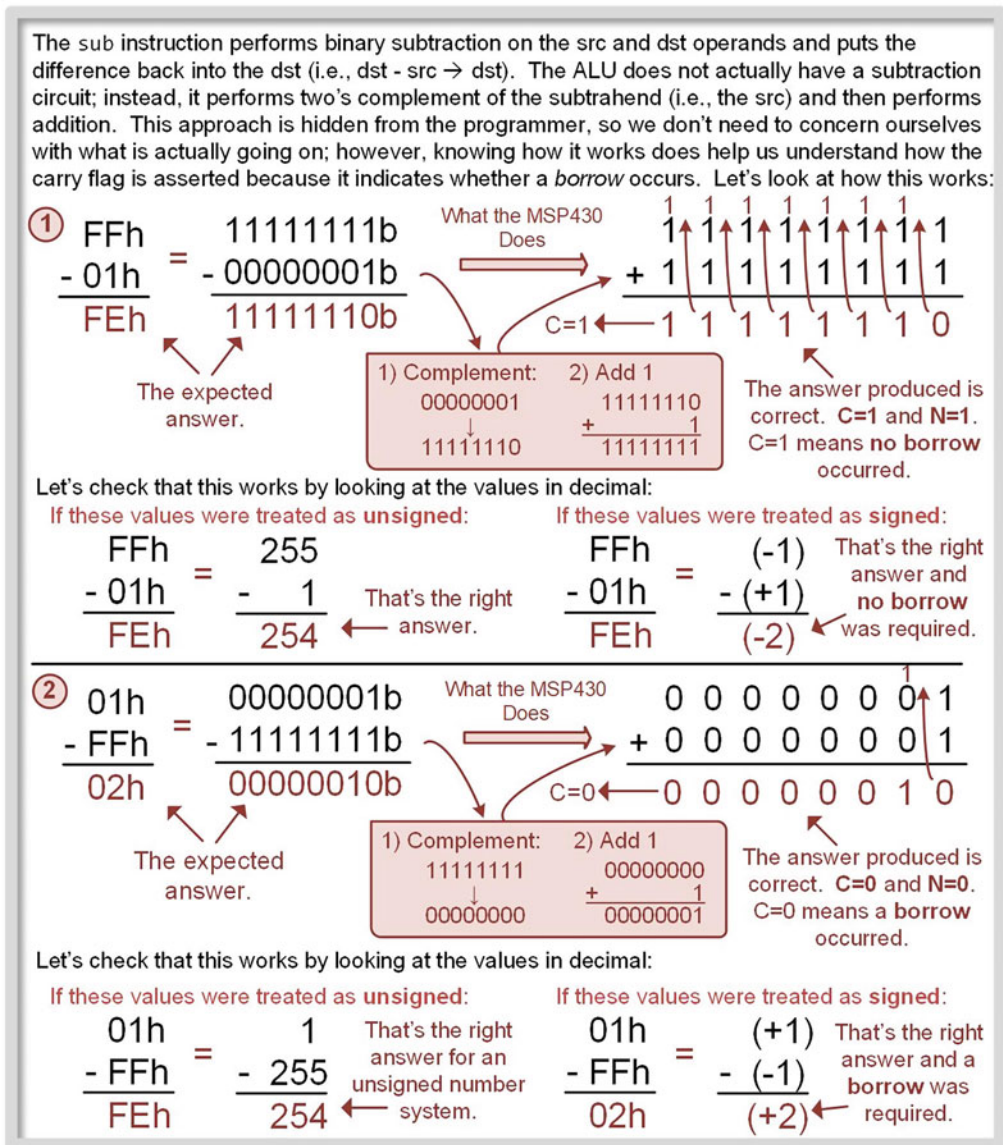 The sub instruction performs binary subtraction on the src and dst operands and puts the
difference back into the dst (i.e., dst - src → dst). The ALU does not actually have a subtraction
circuit; instead, it performs two's complement of the subtrahend (i.e., the src) and then performs
addition. This approach is hidden from the programmer, so we don't need to concern ourselves
with what is actually going on; however, knowing how it works does help us understand how the
carry flag is asserted because it indicates whether a borrow occurs. Let's look at how this works:
1
FFh
- 01h
FEh
=
11111111b
- 00000001b
11111110b
The expected
answer.
What the MSP430
Does
1 1 1 1 1 1 1
1 1 1 1 1 1 1 1
+ 1 1 1 1 1 1 1 1
C=1 1 1 1 1 1 1 1 0
1) Complement:
00000001
↓
11111110
2) Add 1
11111110
+ 1
11111111
The answer produced is
correct. C=1 and N=1.
C=1 means no borrow
occurred.
Let's check that this works by looking at the values in decimal:
If these values were treated as unsigned:
FFh
- 01h
FEh
=
255
- 1
254
That's the right
answer.
If these values were treated as signed:
FFh
- 01h
FEh
=
(-1)
- (+1)
(-2)
That's the right
answer and
no borrow
was required.
2
01h
- FFh
02h
=
00000001b
- 11111111b
00000010b
The expected
answer.
What the MSP430
Does
1
0 0 0 0 0 0 0 1
+ 0 0 0 0 0 0 0 1
C=0 0 0 0 0 0 0 1 0
1) Complement:
11111111
↓
00000000
2) Add 1
00000000
+ 1
00000001
The answer produced is
correct. C=0 and N=0.
C=0 means a borrow
occurred.
Let's check that this works by looking at the values in decimal:
If these values were treated as unsigned:
01h
- FFh
FEh
=
1
- 255
254
That's the right
answer for an
unsigned number
system.
If these values were treated as signed:
01h
- FFh
02h
=
(+1)
- (-1)
(+2)
That's the right
answer and a
borrow was
required.